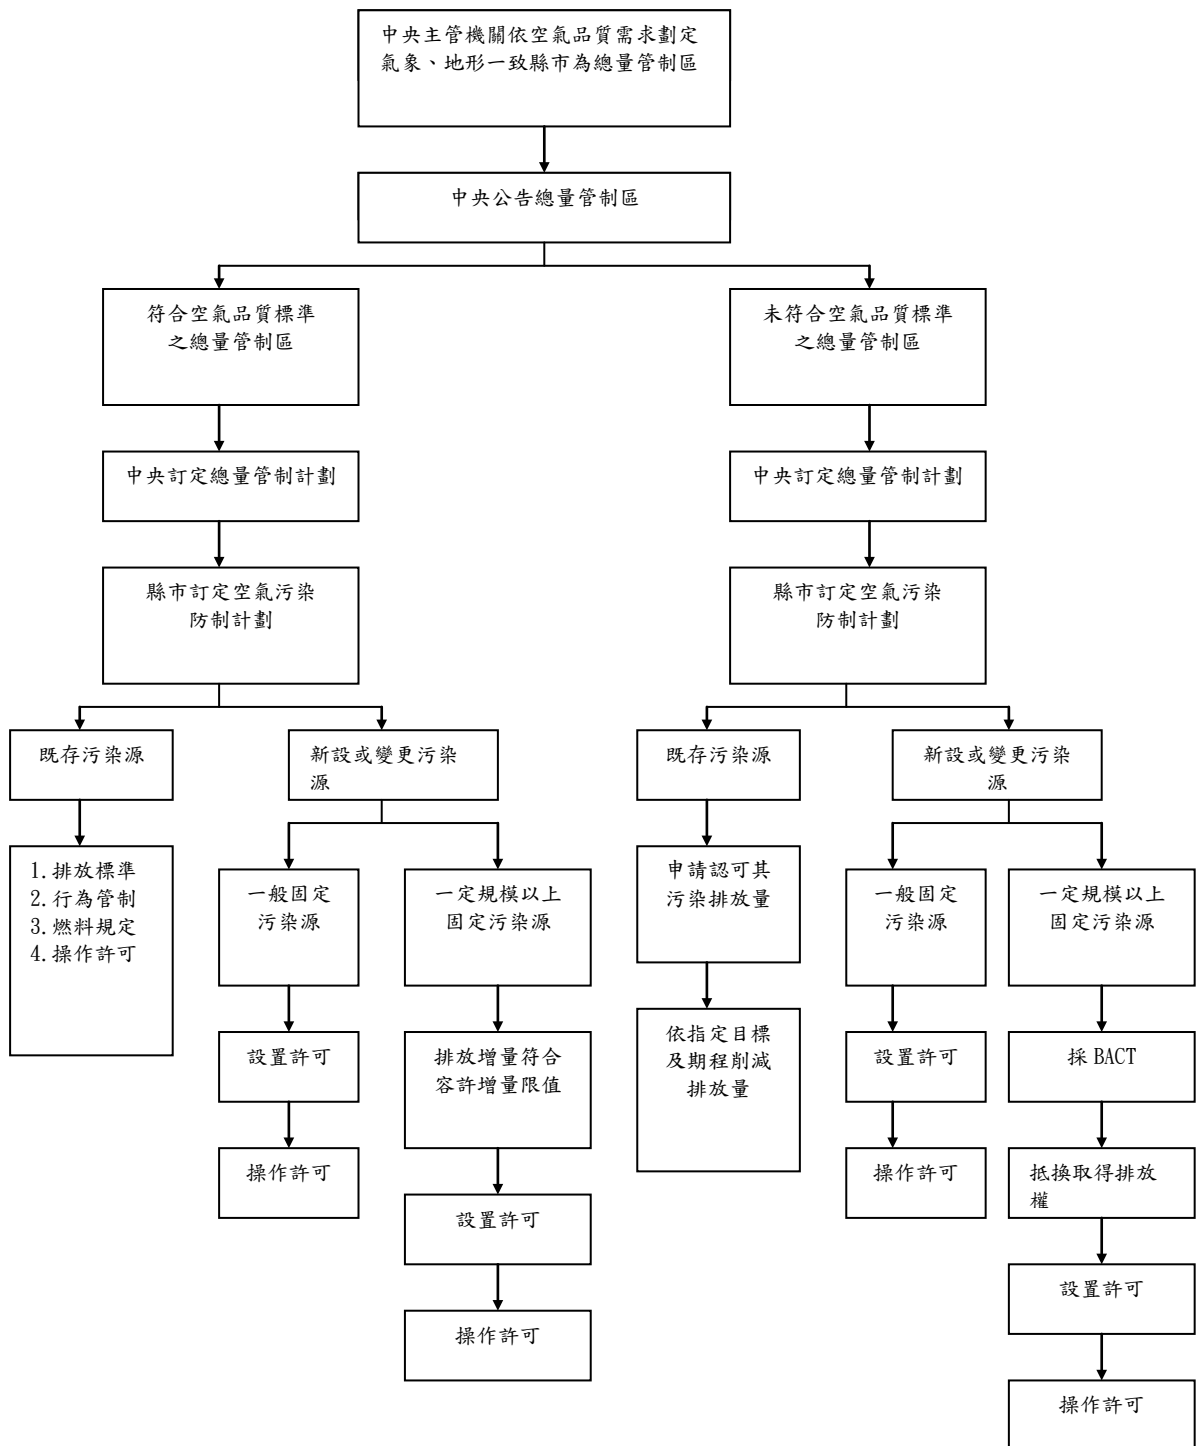 中央主管機關依空氣品質需求劃定
氣象、地形一致縣市為總量管制區
中央公告總量管制區
符合空氣品質標準
之總量管制區
未符合空氣品質標準
之總量管制區
中央訂定總量管制計劃
中央訂定總量管制計劃
縣市訂定空氣污染
防制計劃
縣市訂定空氣污染
防制計劃
既存污染源
新設或變更污染
源
既存污染源
新設或變更污染
源
1.排放標準
2.行為管制
3.燃料規定
4.操作許可
一般固定
污染源
一定規模以上
固定污染源
申請認可其
污染排放量
一般固定
污染源
一定規模以上
固定污染源
設置許可
排放增量符合
容許增量限值
依指定目標
及期程削減
排放量
設置許可
採 BACT
操作許可
操作許可
抵換取得排放
權
設置許可
設置許可
操作許可
操作許可